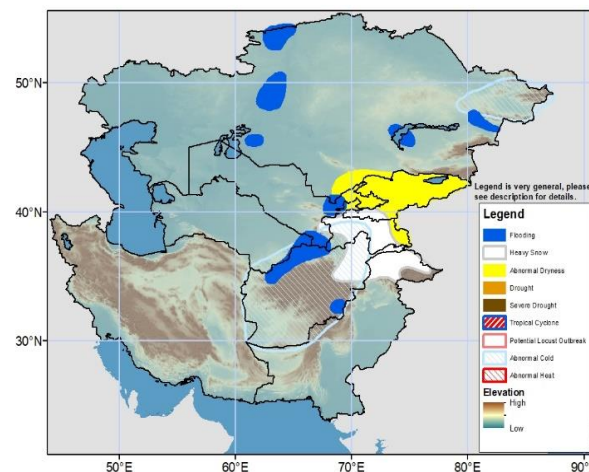 50°N
40°N
30°N
Legend is very general, please
see description for details.
Legend
Flooding
Heavy Snow
Abnormal Dryness
Drought
Severe Drought
Tropical Cyclone
Potential Locust Outbreak
Abnormal Cold
Abnormal Heat
Elevation
High
Low
50°E
60°E
70°E
80°E
90°